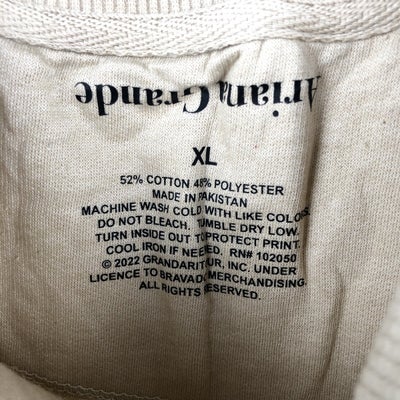 Ariana Grande
XL
52% COTTON 48% POLYESTER
MADE IN PAKISTAN
MACHINE WASH COLD WITH LIKE COLORS.
DO NOT BLEACH. TUMBLE DRY LOW.
TURN INSIDE OUT TO PROTECT PRINT.
COOL IRON IF NEEDED. RN# 102050
© 2022 GRANDARITOUR, INC. UNDER
LICENCE TO BRAVADO MERCHANDISING.
ALL RIGHTS RESERVED.